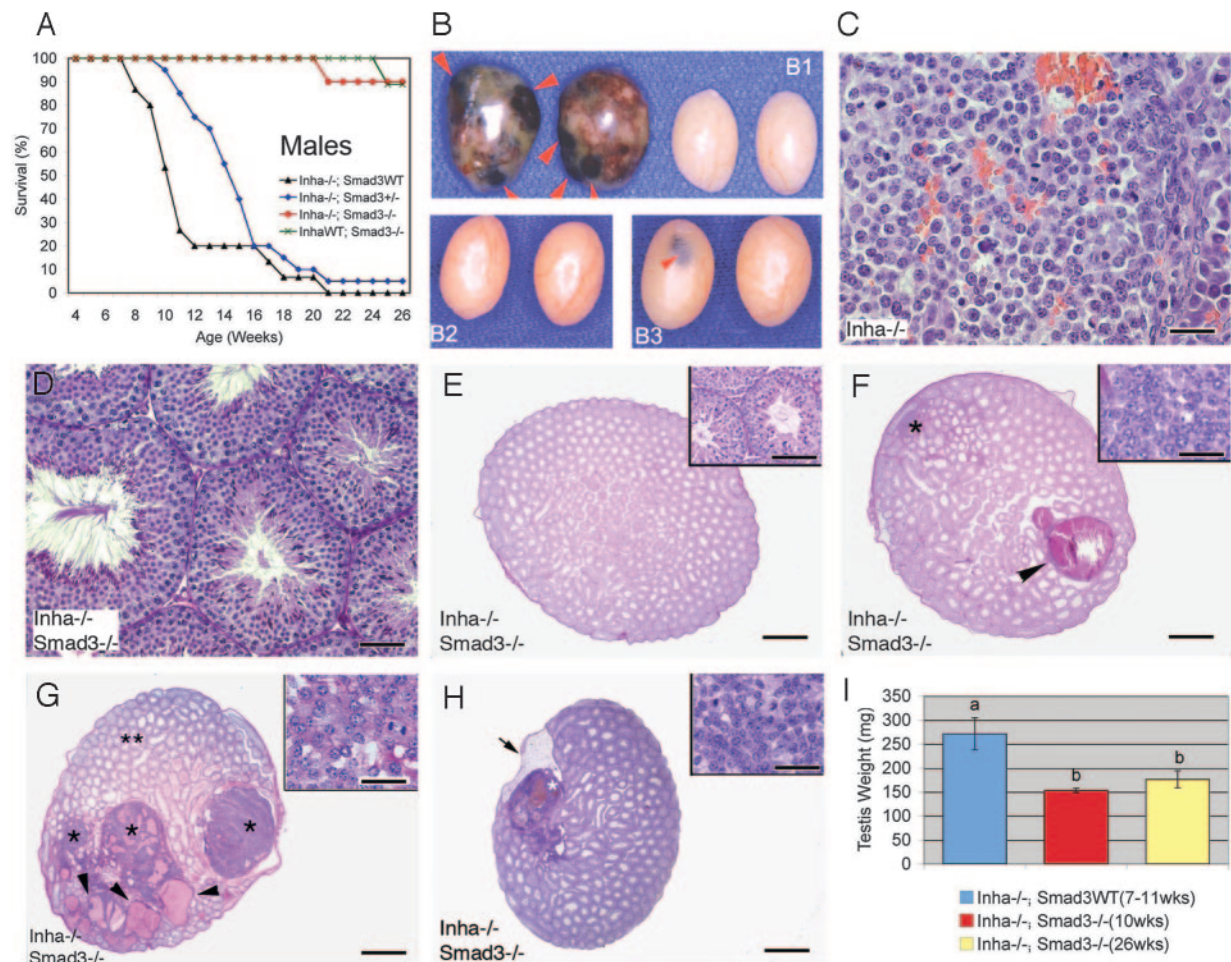 A
100
90
80
70
60
50
40
30
20
10
0
Survival (%)
Males
Inha-/-; Smad3WT
Inha-/-; Smad3+/-
Inha-/-; Smad3-/-
InhaWT; Smad3-/-
4 6 8 10 12 14 16 18 20 22 24 26
Age (Weeks)
B
B1
B2
B3
C
Inha-/-
D
Inha-/-
Smad3-/-
E
Inha-/-
Smad3-/-
F
*
Inha-/-
Smad3-/-
G
**
* * *
Inha-/-
Smad3-/-
H
*
Inha-/-
Smad3-/-
I
350
300
250
200
150
100
50
0
Testis Weight (mg)
a
b
b
Inha-/-; Smad3WT(7-11wks)
Inha-/-; Smad3-/-(10wks)
Inha-/-; Smad3-/-(26wks)